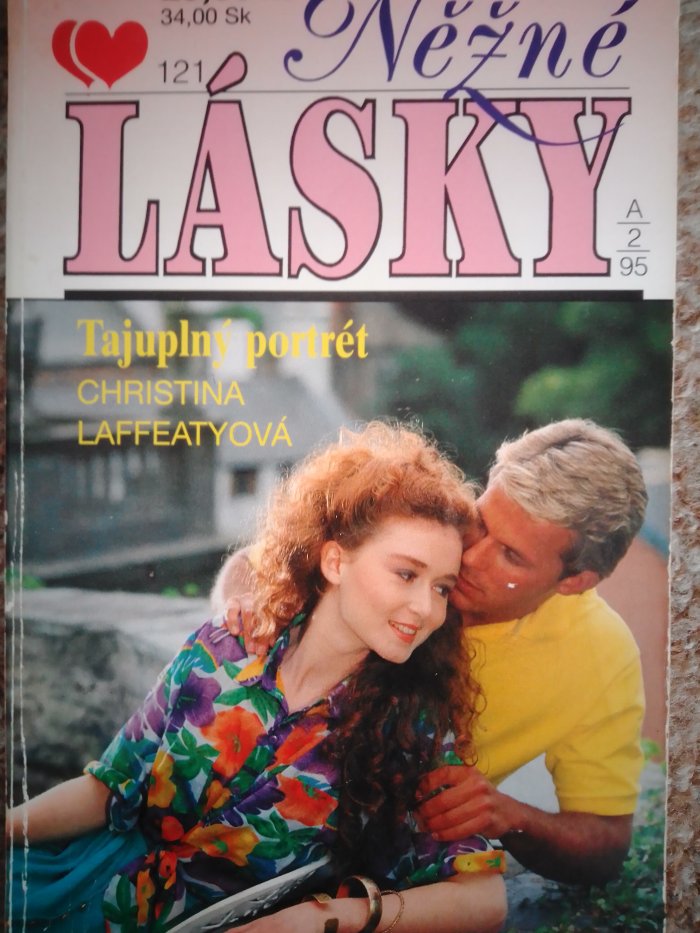 34,00 Sk
121
Něžné
LÁSKY
A
2
95
Tajuplný portrét
CHRISTINA
LAFFEATYOVÁ